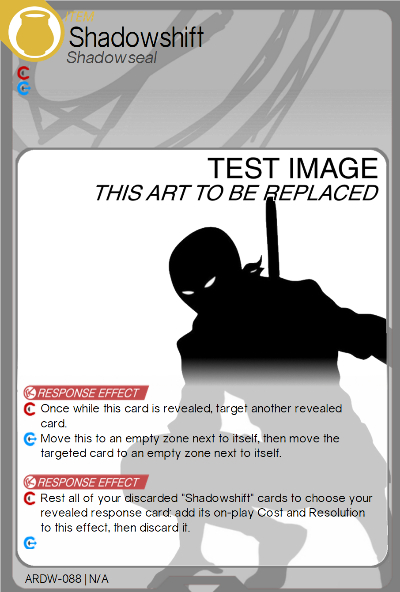 Shadowshift
Shadowseal
TEST IMAGE
THIS ART TO BE REPLACED
RESPONSE EFFECT
Once while this card is revealed, target another revealed
card.
Move this to an empty zone next to itself, then move the
targeted card to an empty zone next to itself.
RESPONSE EFFECT
Rest all of your discarded "Shadowshift" cards to choose your
revealed response card; add its on-play Cost and Resolution
to this effect, then discard it.
ARDW-088 | N/A